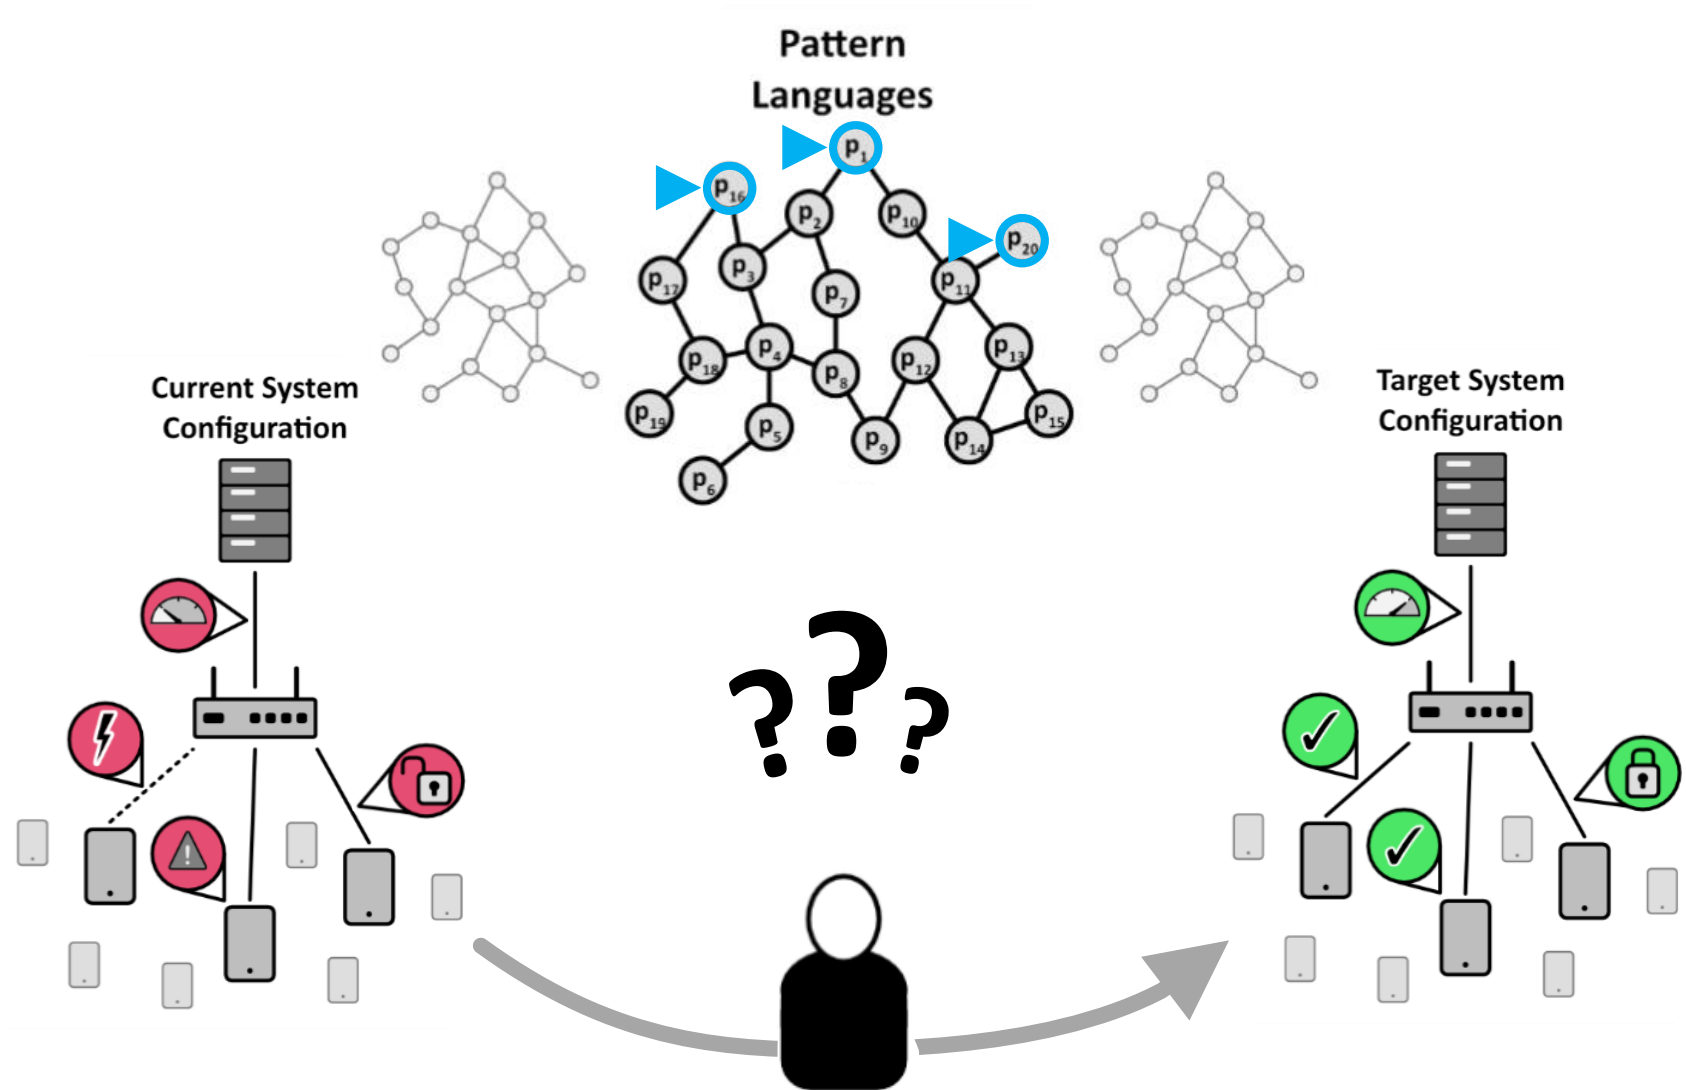 Pattern
Languages
p1
p16
p2
p10
p20
p3
p17
p7
p11
p4
p18
p8
p12
p13
p19
p5
p9
p14
p15
p6
Current System
Configuration
Target System
Configuration
!
? ? ?
✓
✓